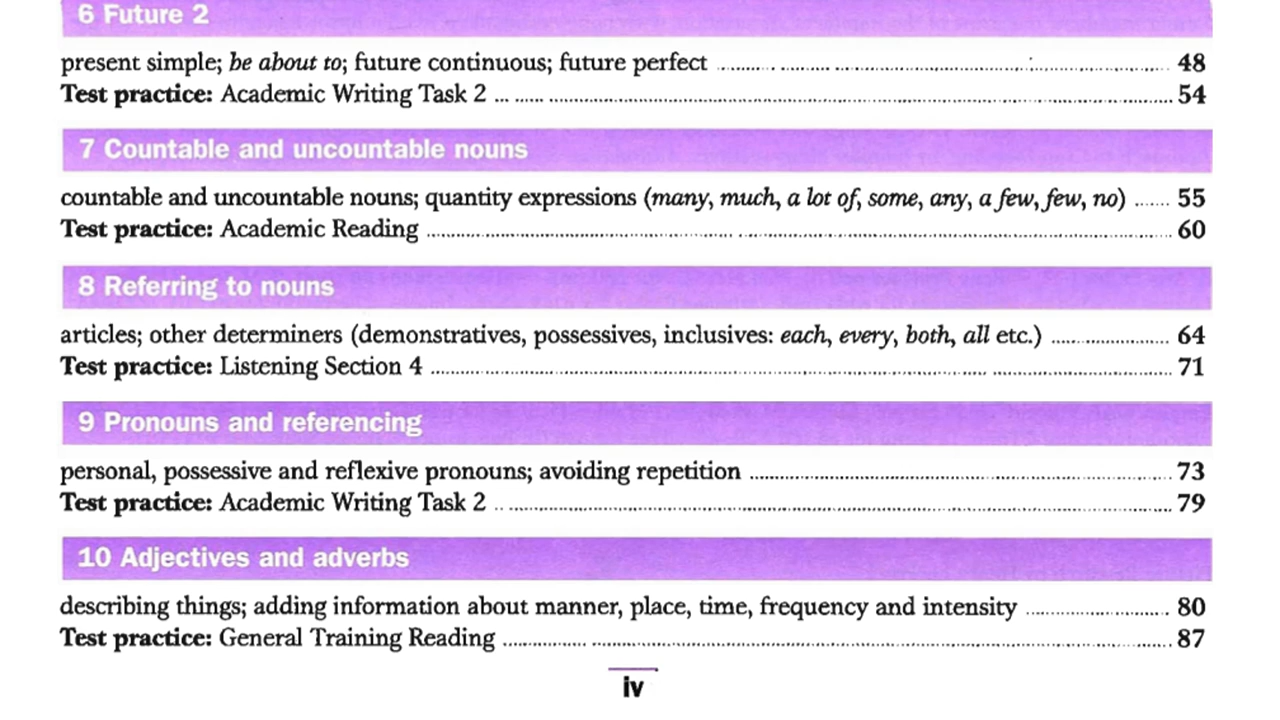 6 Future 2
present simple; be about to; future continuous; future perfect ........................ 48
Test practice: Academic Writing Task 2 ........................ 54
7 Countable and uncountable nouns
countable and uncountable nouns; quantity expressions (many, much, a lot of, some, any, a few, few, no) ....... 55
Test practice: Academic Reading ........................ 60
8 Referring to nouns
articles; other determiners (demonstratives, possessives, inclusives: each, every, both, all etc.) ........................ 64
Test practice: Listening Section 4 ........................ 71
9 Pronouns and referencing
personal, possessive and reflexive pronouns; avoiding repetition ........................ 73
Test practice: Academic Writing Task 2 ........................ 79
10 Adjectives and adverbs
describing things; adding information about manner, place, time, frequency and intensity ........................ 80
Test practice: General Training Reading ........................ 87
iv